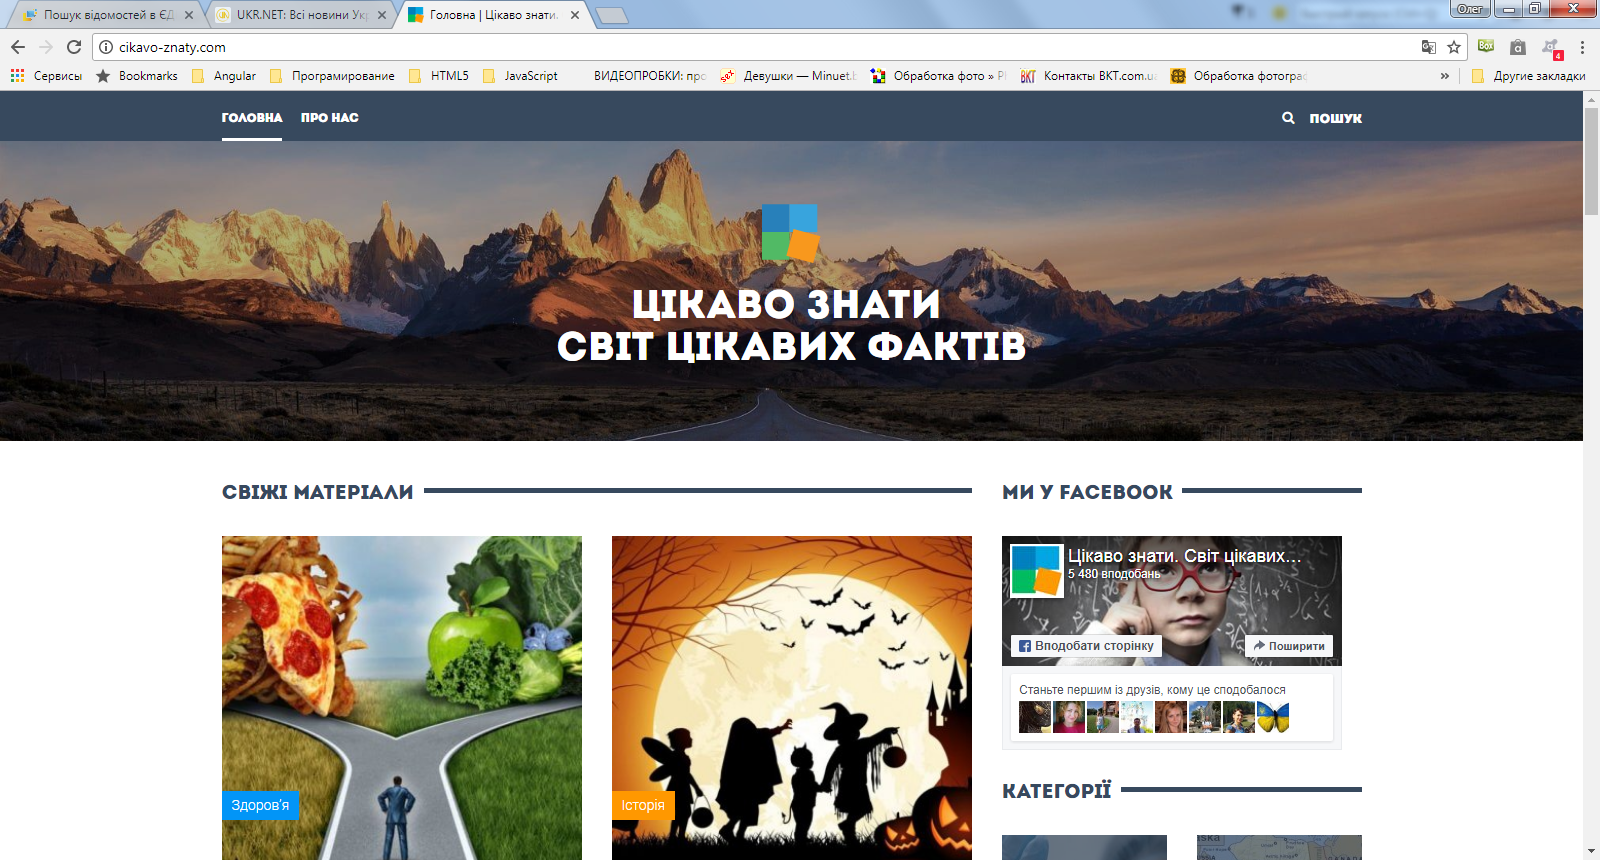 Пошук відомостей в ЄД
UKR.NET: Всі новини Укр
Головна | Цікаво знати.
Олег
cikavo-znaty.com
Сервисы
Bookmarks
Angular
Програмирование
HTML5
JavaScript
ВИДЕОПРОБКИ: про
Девушки — Minuet.b
Обработка фото » P
Контакты BKT.com.u
Обработка фотограф
»
Другие закладки
ГОЛОВНА
ПРО НАС
ПОШУК
ЦІКАВО ЗНАТИ
СВІТ ЦІКАВИХ ФАКТІВ
СВІЖІ МАТЕРІАЛИ
МИ У FACEBOOK
Цікаво знати. Світ цікавих...
5 480 вподобань
Вподобати сторінку
Поширити
Станьте першим із друзів, кому це сподобалося
Здоров'я
Історія
КАТЕГОРІЇ